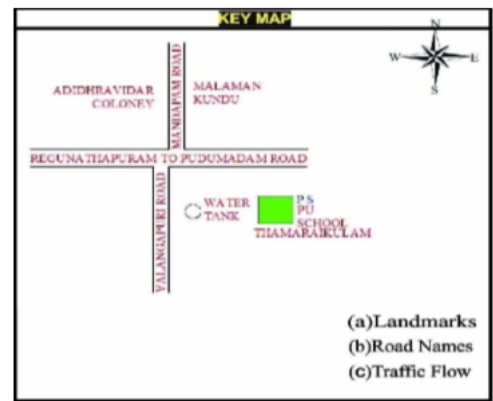 KEY MAP
N
W
E
S
ADIDHRAVIDAR
COLONEY
MANDAPAM ROAD
MALAMAN
KUNDU
REGUNATHAPURAM TO PUDUMADAM ROAD
VALANGAPURI ROAD
WATER
TANK
P S
PU
SCHOOL
THAMARAIKULAM
(a)Landmarks
(b)Road Names
(c)Traffic Flow